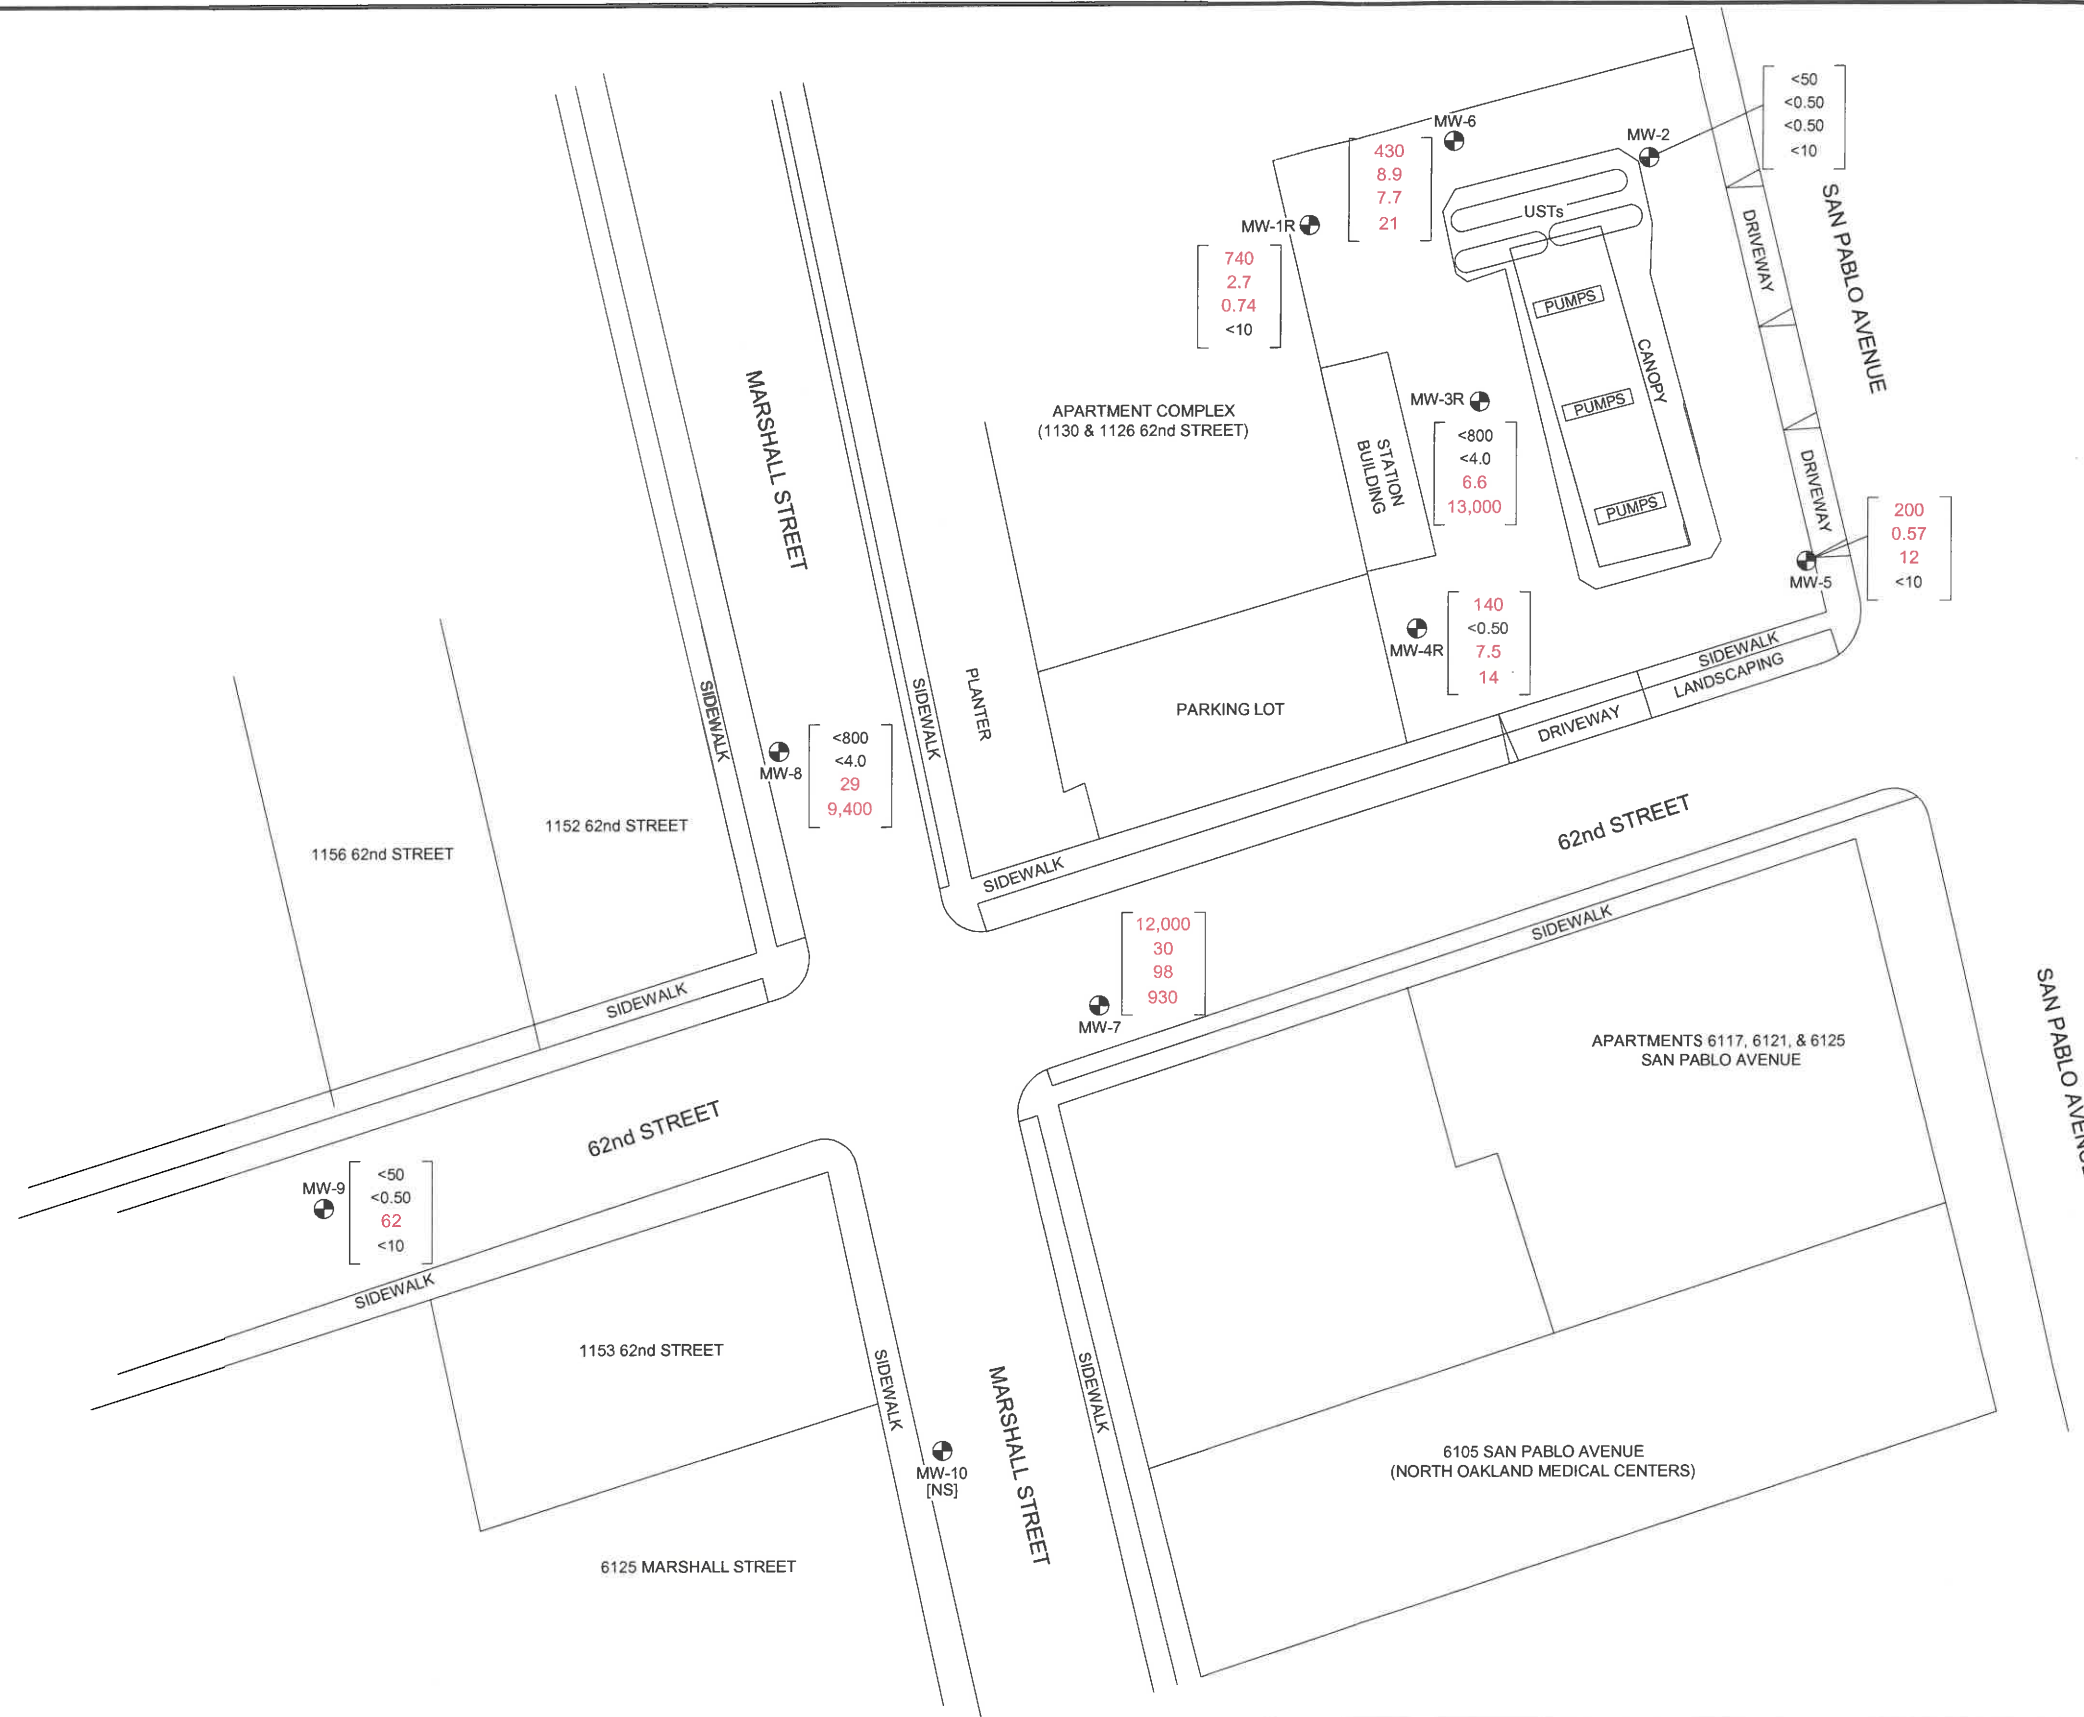 <50
<0.50
<0.50
<10
MW-6
MW-2
430
8.9
7.7
21
USTs
MW-1R
740
2.7
0.74
<10
DRIVEWAY
SAN PABLO AVENUE
PUMPS
CANOPY
MARSHALL STREET
APARTMENT COMPLEX
(1130 & 1126 62nd STREET)
MW-3R
PUMPS
<800
<4.0
6.6
13,000
STATION
BUILDING
PUMPS
DRIVEWAY
200
0.57
12
<10
MW-5
140
<0.50
7.5
14
MW-4R
SIDEWALK
LANDSCAPING
SIDEWALK
SIDEWALK
PLANTER
PARKING LOT
DRIVEWAY
MW-8
<800
<4.0
29
9,400
1152 62nd STREET
1156 62nd STREET
62nd STREET
SIDEWALK
12,000
30
98
930
MW-7
SIDEWALK
SIDEWALK
SAN PABLO AVENUE
APARTMENTS 6117, 6121, & 6125
SAN PABLO AVENUE
62nd STREET
MW-9
<50
<0.50
62
<10
SIDEWALK
1153 62nd STREET
SIDEWALK
SIDEWALK
MARSHALL STREET
MW-10
[NS]
6105 SAN PABLO AVENUE
(NORTH OAKLAND MEDICAL CENTERS)
6125 MARSHALL STREET